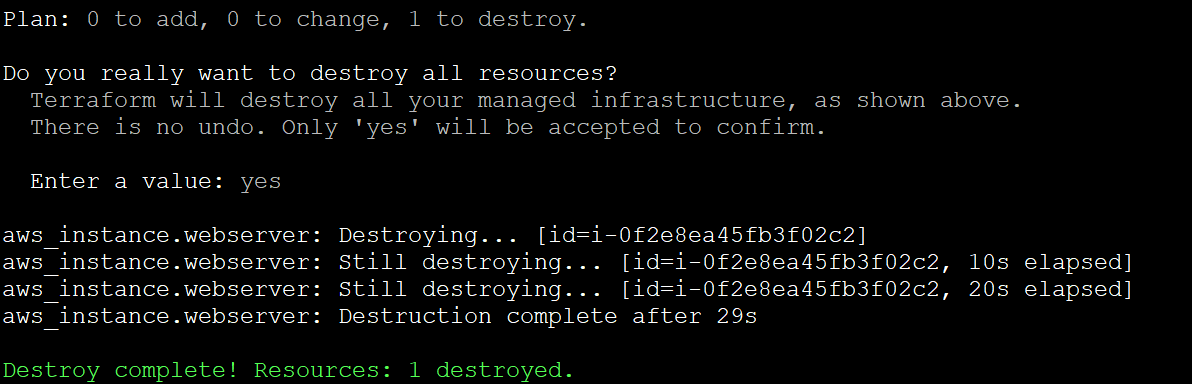 Plan: 0 to add, 0 to change, 1 to destroy.
Do you really want to destroy all resources?
Terraform will destroy all your managed infrastructure, as shown above.
There is no undo. Only 'yes' will be accepted to confirm.
Enter a value: yes
aws_instance.webserver: Destroying... [id=i-0f2e8ea45fb3f02c2]
aws_instance.webserver: Still destroying... [id=i-0f2e8ea45fb3f02c2, 10s elapsed]
aws_instance.webserver: Still destroying... [id=i-0f2e8ea45fb3f02c2, 20s elapsed]
aws_instance.webserver: Destruction complete after 29s
Destroy complete! Resources: 1 destroyed.